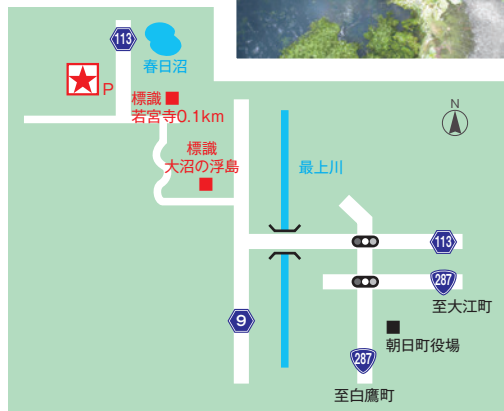 113
春日沼
P
標識
若宮寺0.1km
N
標識
大沼の浮島
最上川
113
287
至大江町
9
朝日町役場
287
至白鷹町